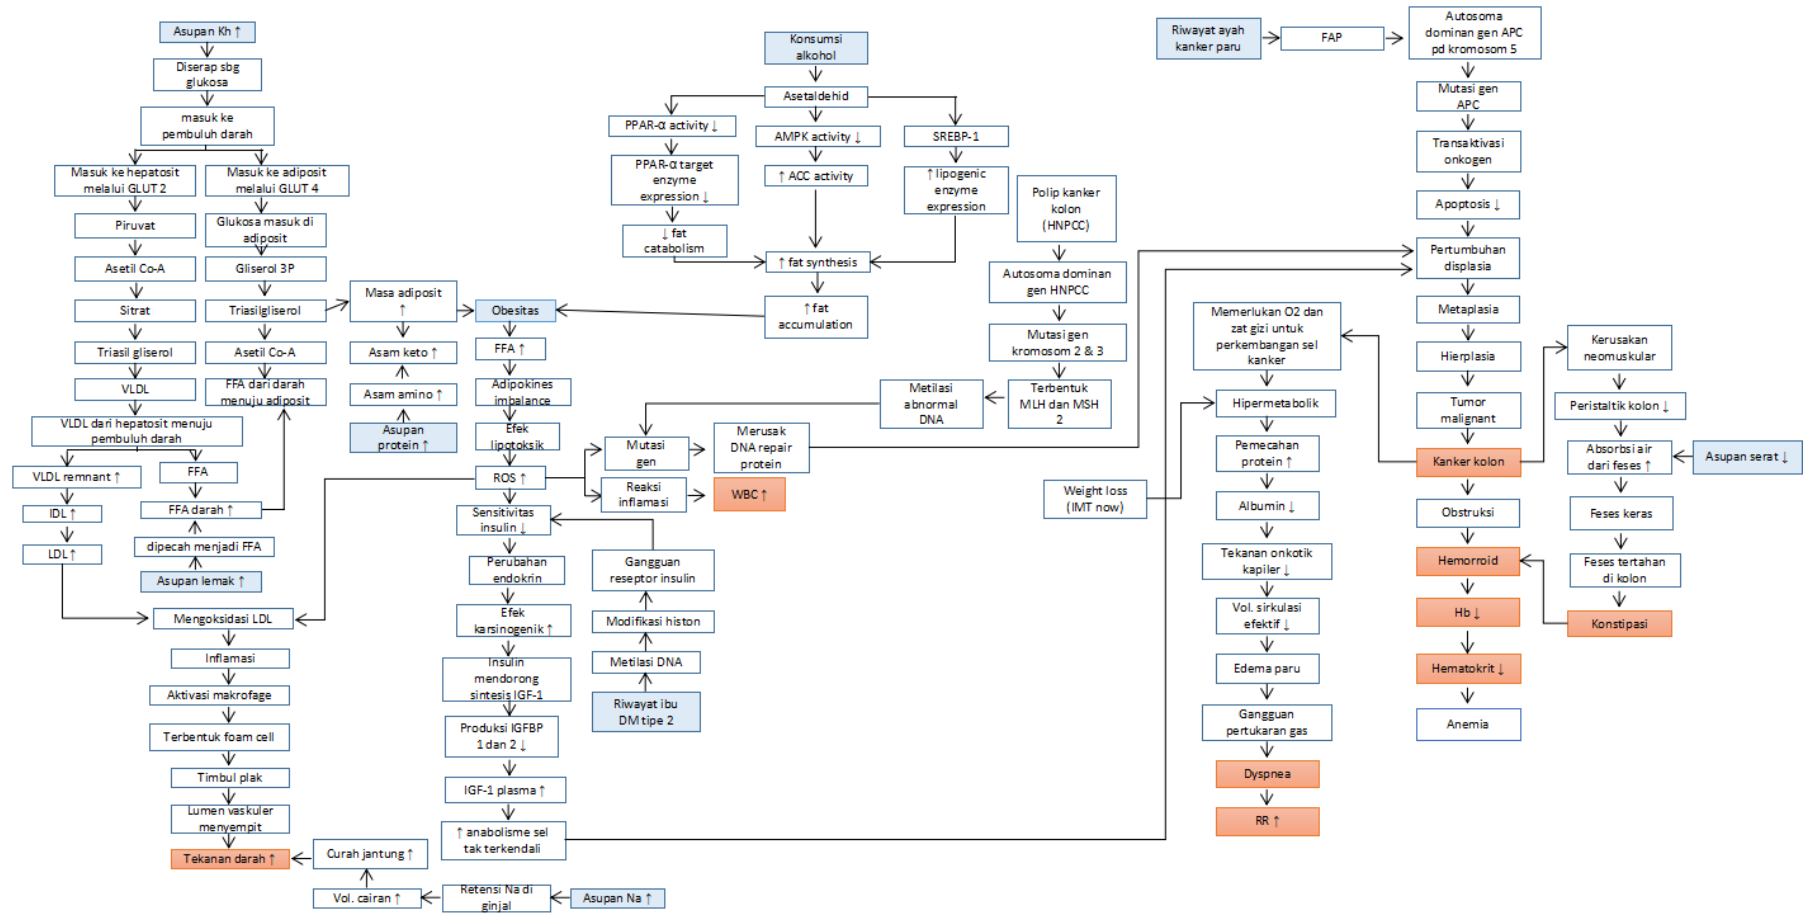 Asupan Kh ↑
Diserap sbg
glukosa
masuk ke
pembuluh darah
Masuk ke hepatosit
melalui GLUT 2
Piruvat
Asetil Co-A
Sitrat
Triasil gliserol
VLDL
VLDL dari hepatosit menuju
pembuluh darah
VLDL remnant ↑
IDL ↑
LDL ↑
FFA
FFA darah ↑
dipecah menjadi FFA
Asupan lemak ↑
Masuk ke adiposit
melalui GLUT 4
Glukosa masuk di
adiposit
Gliserol 3P
Triasilgliserol
Asetil Co-A
FFA dari darah
menuju adiposit
Mengoksidasi LDL
Inflamasi
Aktivasi makrofage
Terbentuk foam cell
Timbul plak
Lumen vaskuler
menyempit
Tekanan darah ↑
Curah jantung ↑
Vol. cairan ↑
Retensi Na di
ginjal
Asupan Na ↑
Masa adiposit
↑
Asam keto ↑
Asam amino ↑
Asupan
protein ↑
Obesitas
FFA ↑
Adipokines
imbalance
Efek
lipotoksik
ROS ↑
Sensitivitas
insulin ↓
Perubahan
endokrin
Efek
karsinogenik ↑
Insulin
mendorong
sintesis IGF-1
Produksi IGFBP
1 dan 2 ↓
IGF-1 plasma ↑
↑ anabolisme sel
tak terkendali
Mutasi
gen
Reaksi
inflamasi
Merusak
DNA repair
protein
WBC ↑
Gangguan
reseptor insulin
Modifikasi histon
Metilasi DNA
Riwayat ibu
DM tipe 2
Konsumsi
alkohol
Asetaldehid
PPAR-α activity ↓
PPAR-α target
enzyme
expression ↓
↓ fat
catabolism
AMPK activity ↓
↑ ACC activity
SREBP-1
↑ lipogenic
enzyme
expression
↑ fat synthesis
↑ fat
accumulation
Polip kanker
kolon
(HNPCC)
Autosoma dominan
gen HNPCC
Mutasi gen
kromosom 2 & 3
Terbentuk
MLH dan MSH
2
Metilasi
abnormal
DNA
Weight loss
(IMT now)
Riwayat ayah
kanker paru
FAP
Autosoma
dominan gen APC
pd kromosom 5
Mutasi gen
APC
Transaktivasi
onkogen
Apoptosis ↓
Pertumbuhan
displasia
Metaplasia
Hierplasia
Tumor
malignant
Kanker kolon
Obstruksi
Hemorroid
Hb ↓
Hematokrit ↓
Anemia
Memerlukan O2 dan
zat gizi untuk
perkembangan sel
kanker
Hipermetabolik
Pemecahan
protein ↑
Albumin ↓
Tekanan onkotik
kapiler ↓
Vol. sirkulasi
efektif ↓
Edema paru
Gangguan
pertukaran gas
Dyspnea
RR ↑
Kerusakan
neomuskular
Peristaltik kolon ↓
Absorbsi air
dari feses ↑
Asupan serat ↓
Feses keras
Feses tertahan
di kolon
Konstipasi